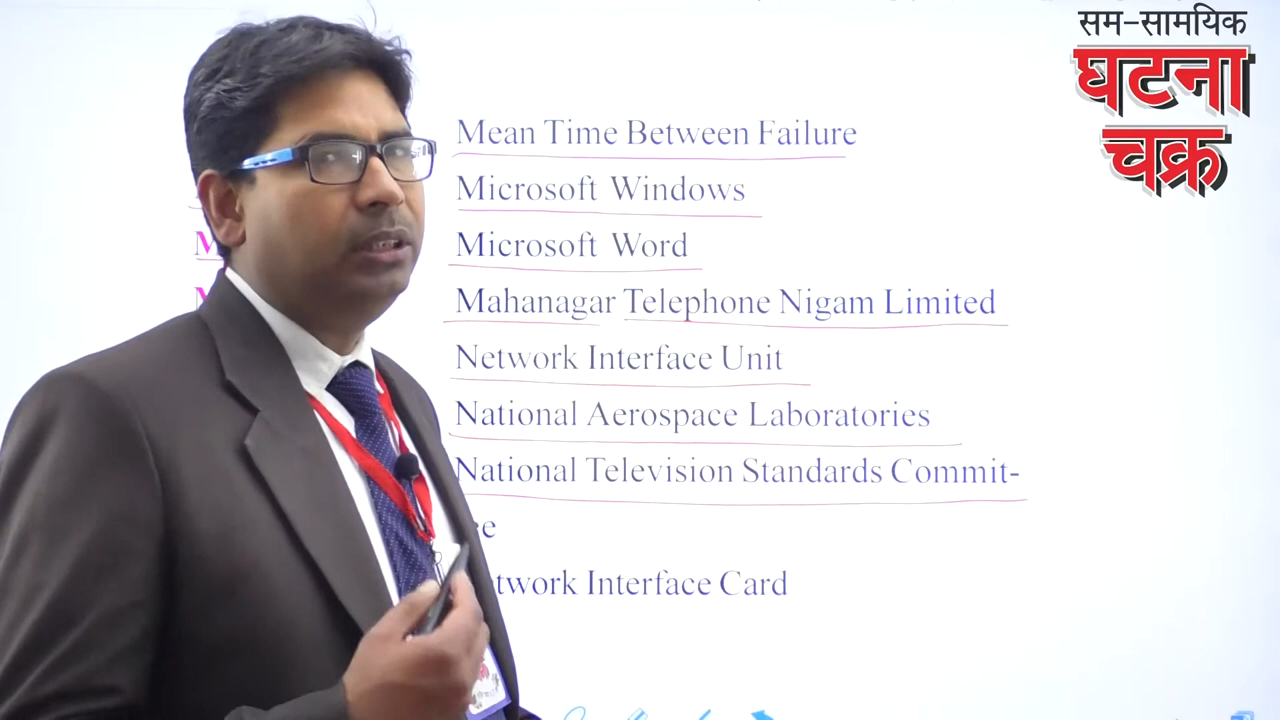 सम-सामयिक
घटना
चक्र
Mean Time Between Failure
Microsoft Windows
M
Microsoft Word
Mahanagar Telephone Nigam Limited
Network Interface Unit
National Aerospace Laboratories
National Television Standards Commit-
ee
twork Interface Card